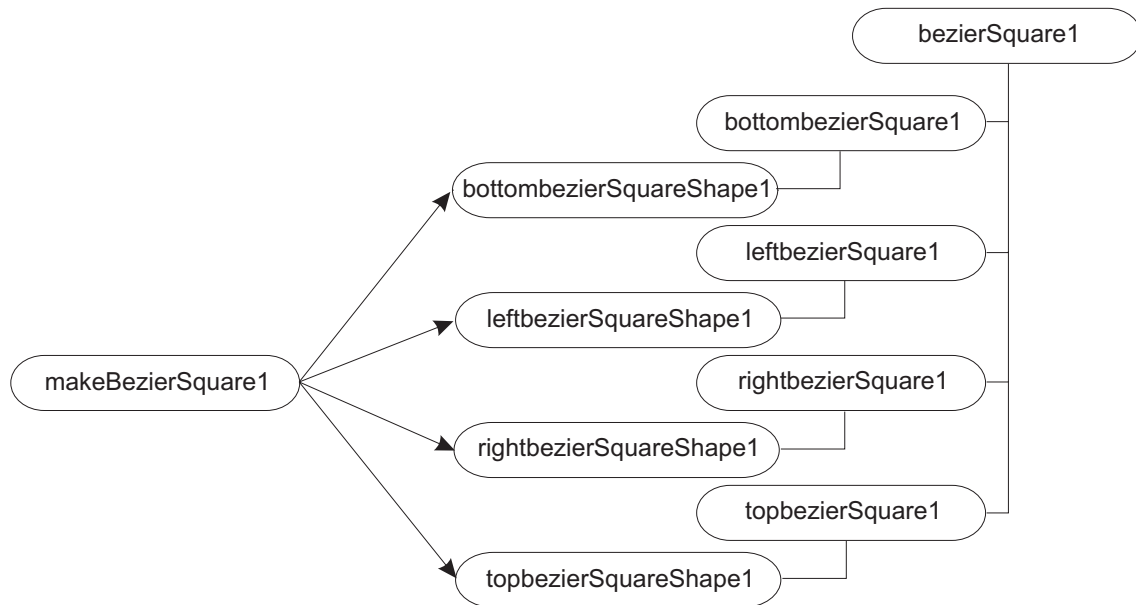 bezierSquare1
bottombezierSquare1
bottombezierSquareShape1
leftbezierSquare1
leftbezierSquareShape1
makeBezierSquare1
rightbezierSquare1
rightbezierSquareShape1
topbezierSquare1
topbezierSquareShape1